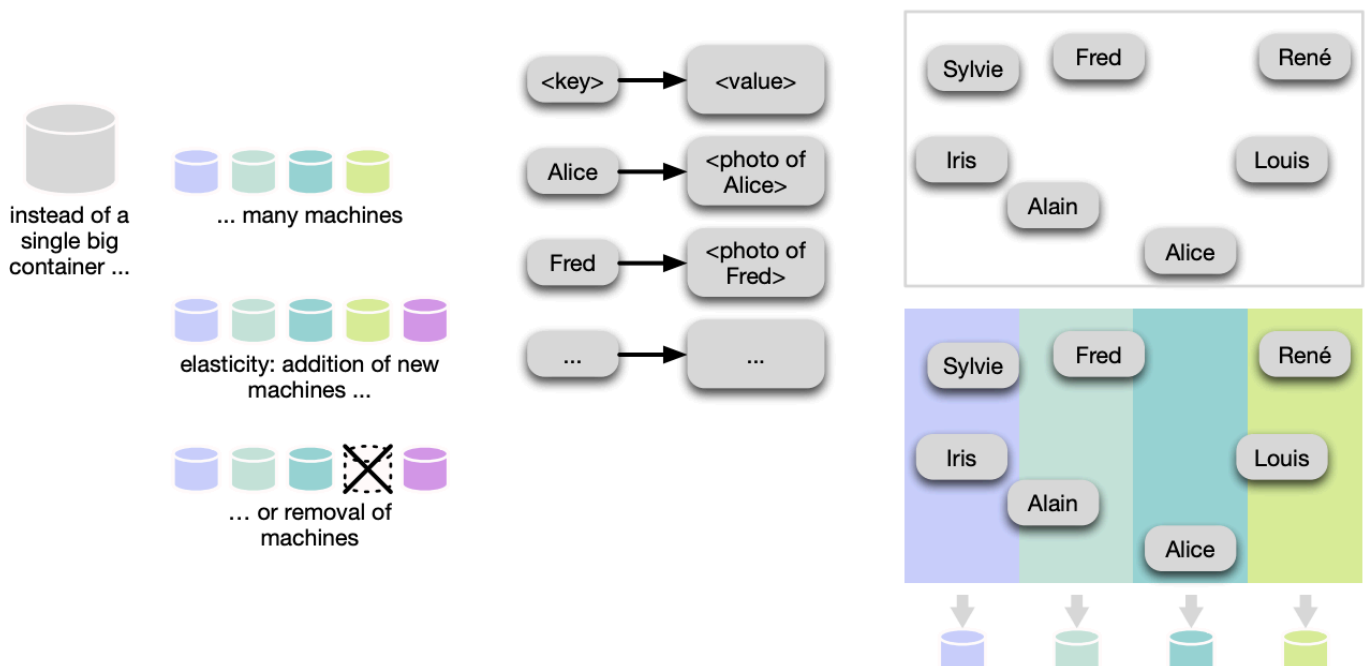 instead of a
single big
container ...
... many machines
elasticity: addition of new
machines ...
... or removal of
machines
<key>
<value>
Alice
<photo of
Alice>
Fred
<photo of
Fred>
...
...
Sylvie
Fred
René
Iris
Louis
Alain
Alice
Sylvie
Fred
René
Iris
Louis
Alain
Alice